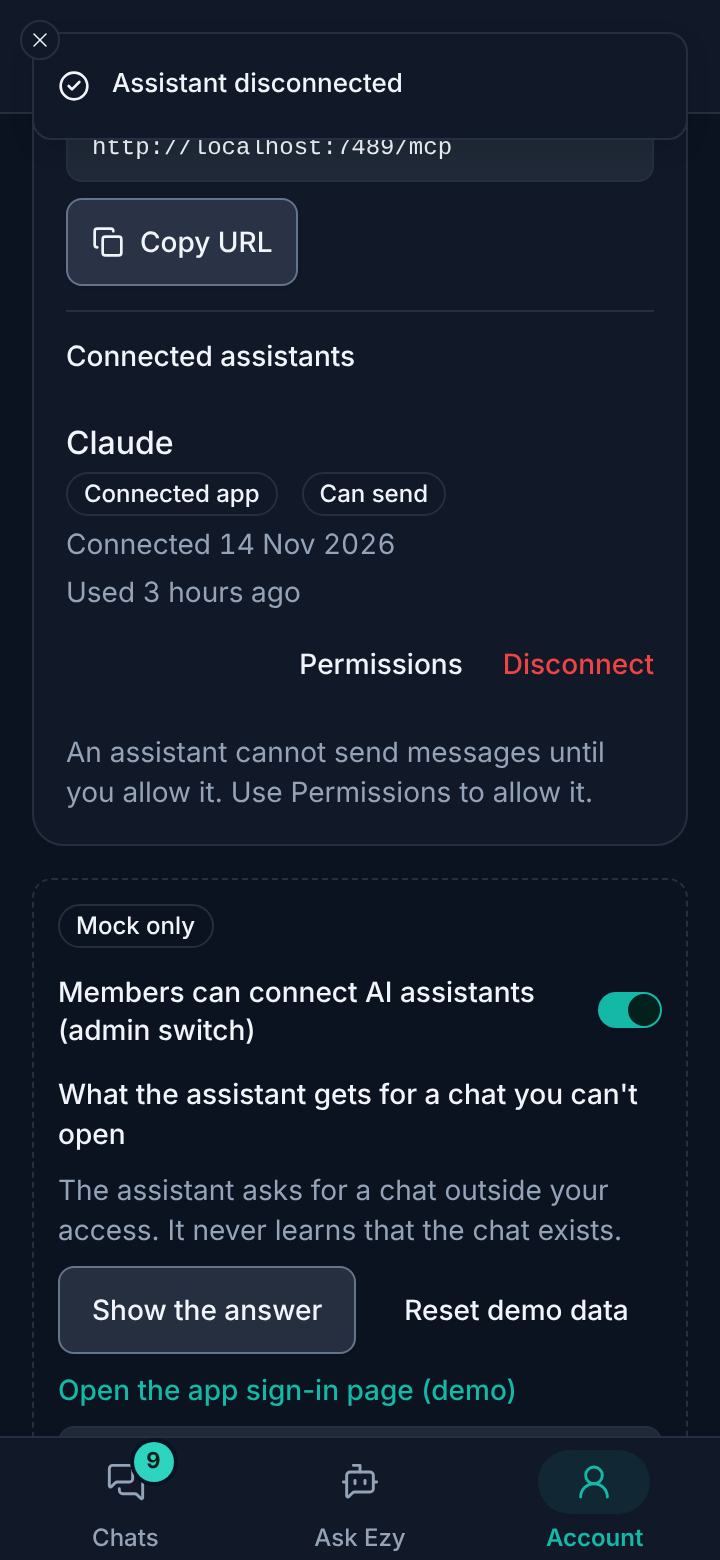 Assistant disconnected
http://localhost:7489/mcp
Copy URL
Connected assistants
Claude
Connected app
Can send
Connected 14 Nov 2026
Used 3 hours ago
Permissions
Disconnect
An assistant cannot send messages until
you allow it. Use Permissions to allow it.
Mock only
Members can connect AI assistants
(admin switch)
What the assistant gets for a chat you can't
open
The assistant asks for a chat outside your
access. It never learns that the chat exists.
Show the answer
Reset demo data
Open the app sign-in page (demo)
9
Chats
Ask Ezy
Account